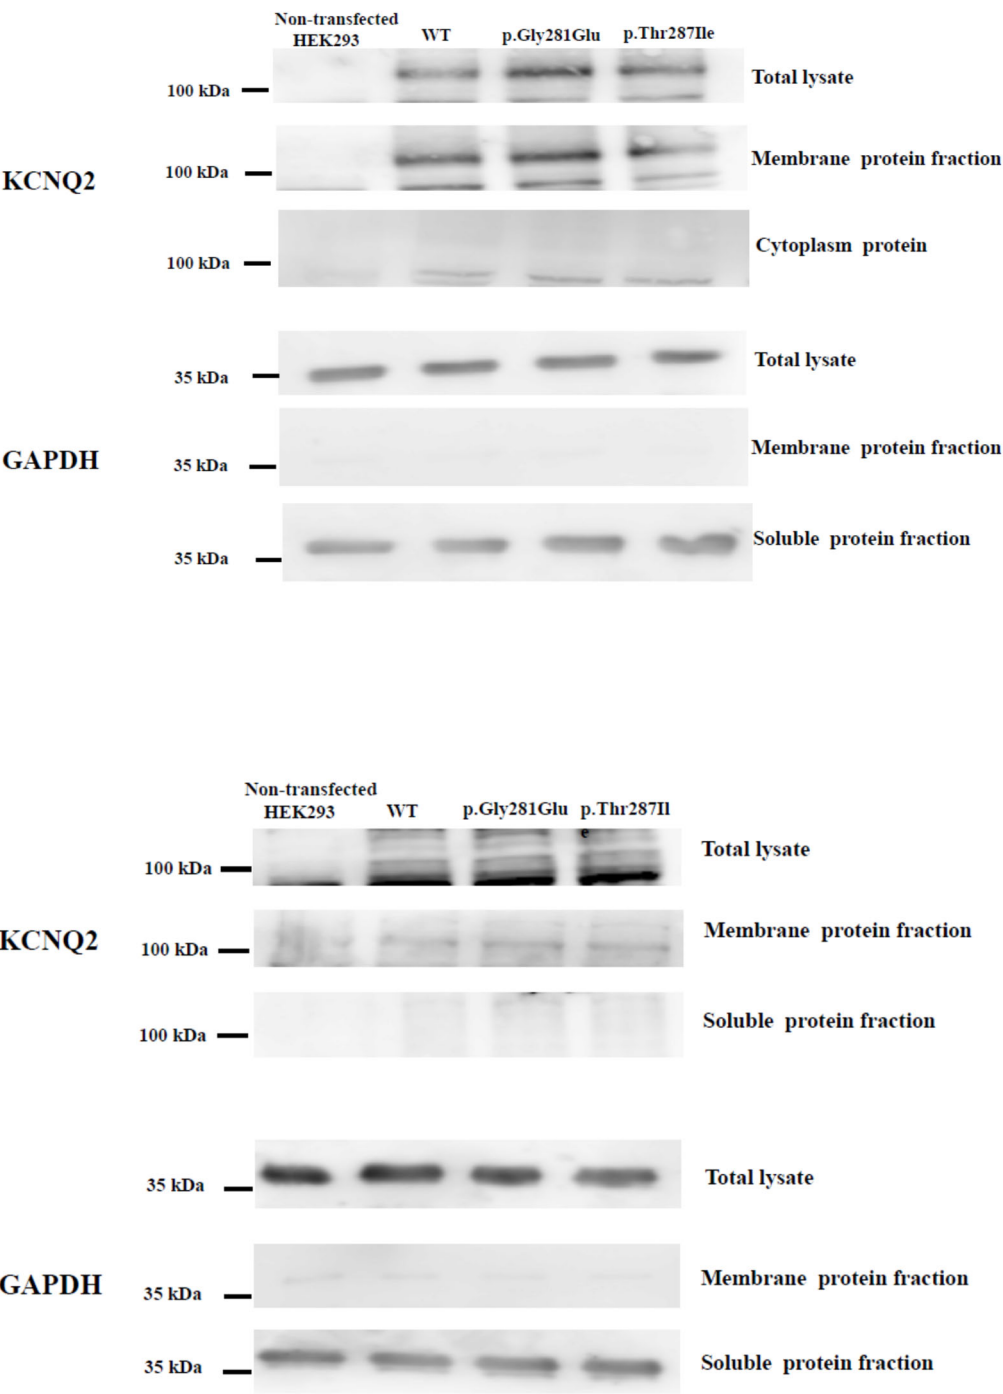 Non-transfected
HEK293 WT p.Gly281Glu p.Thr287Ile
100 kDa Total lysate
KCNQ2
100 kDa Membrane protein fraction
100 kDa Cytoplasm protein
35 kDa Total lysate
GAPDH
35 kDa Membrane protein fraction
35 kDa Soluble protein fraction
Non-transfected
HEK293 WT p.Gly281Glu p.Thr287Il
e
100 kDa Total lysate
KCNQ2
100 kDa Membrane protein fraction
100 kDa Soluble protein fraction
35 kDa Total lysate
GAPDH
35 kDa Membrane protein fraction
35 kDa Soluble protein fraction